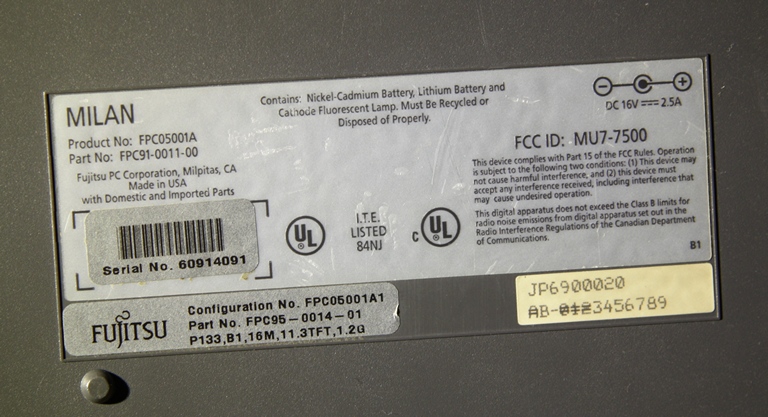 MILAN
Product No: FPC05001A
Part No: FPC91-0011-00
Fujitsu PC Corporation, Milpitas, CA
Made in USA
with Domestic and Imported Parts
Contains: Nickel-Cadmium Battery, Lithium Battery and
Cathode Fluorescent Lamp. Must Be Recycled or
Disposed of Properly.
DC 16V 2.5A
FCC ID: MU7-7500
This device complies with Part 15 of the FCC Rules. Operation
is subject to the following two conditions: (1) This device may
not cause harmful interference, and (2) this device must
accept any interference received, including interference that
may cause undesired operation.
This digital apparatus does not exceed the Class B limits for
radio noise emissions from digital apparatus set out in the
Radio Interference Regulations of the Canadian Department
of Communications.
B1
UL
I.T.E.
LISTED
84NJ
C UL
Serial No. 60914091
FUJITSU
Configuration No. FPC05001A1
Part No. FPC95-0014-01
P133,B1,16M,11.3TFT,1.2G
JP6900020
AB-0123456789